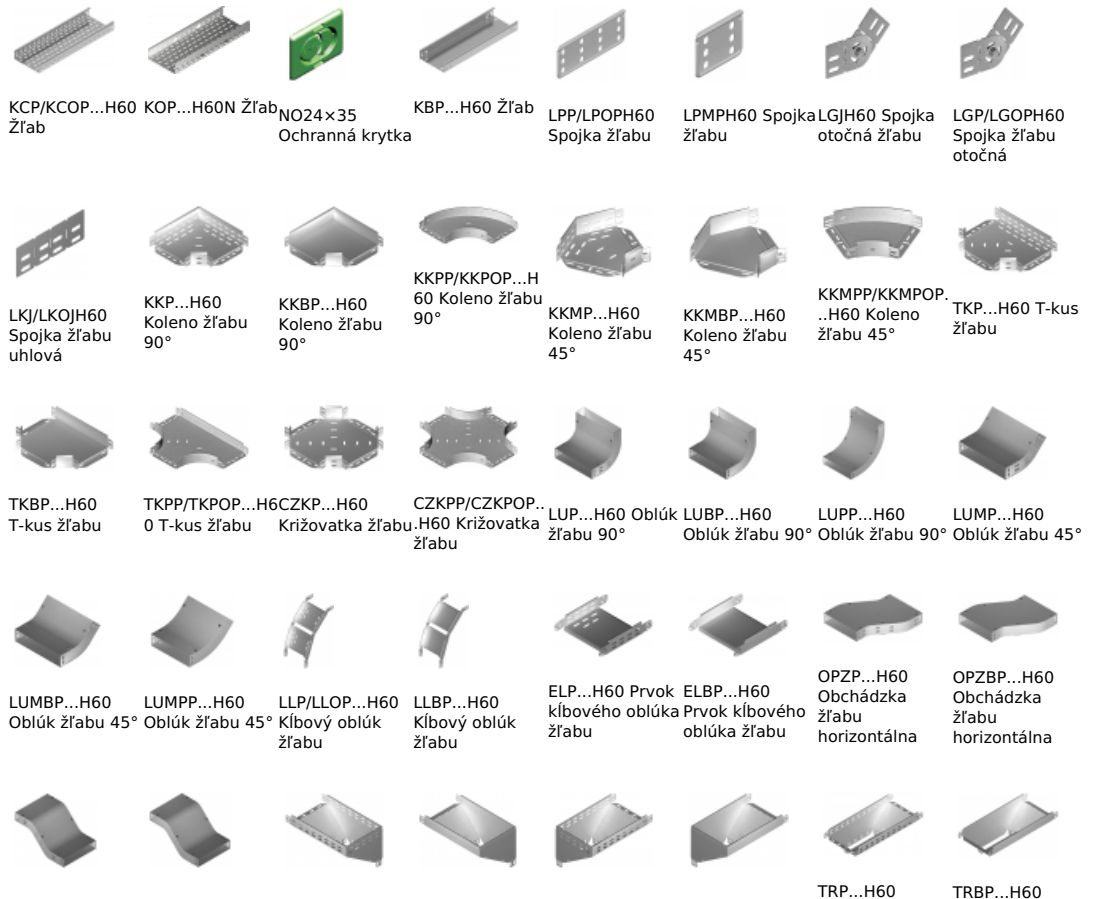 KCP/KCOP...H60
Žľab
KOP...H60N Žľab
NO24×35
Ochranná krytka
KBP...H60 Žľab
LPP/LPOPH60
Spojka žľabu
LPMPH60 Spojka
žľabu
LGJH60 Spojka
otočná žľabu
LGP/LGOPH60
Spojka žľabu
otočná
LKJ/LKOJH60
Spojka žľabu
uhlová
KKP...H60
Koleno žľabu
90°
KKBP...H60
Koleno žľabu
90°
KKPP/KKPOP...H
60 Koleno žľabu
90°
KKMP...H60
Koleno žľabu
45°
KKMBP...H60
Koleno žľabu
45°
KKMPP/KKMPOP.
..H60 Koleno
žľabu 45°
TKP...H60 T-kus
žľabu
TKBP...H60
T-kus žľabu
TKPP/TKPOP...H6
0 T-kus žľabu
CZKP...H60
Križovatka žľabu
CZKPP/CZKPOP..
.H60 Križovatka
žľabu
LUP...H60 Oblúk
žľabu 90°
LUBP...H60
Oblúk žľabu 90°
LUPP...H60
Oblúk žľabu 90°
LUMP...H60
Oblúk žľabu 45°
LUMBP...H60
Oblúk žľabu 45°
LUMPP...H60
Oblúk žľabu 45°
LLP/LLOP...H60
Kĺbový oblúk
žľabu
LLBP...H60
Kĺbový oblúk
žľabu
ELP...H60 Prvok
kĺbového oblúka
žľabu
ELBP...H60
Prvok kĺbového
oblúka žľabu
OPZP...H60
Obchádzka
žľabu
horizontálna
OPZBP...H60
Obchádzka
žľabu
horizontálna
TRP...H60
TRBP...H60